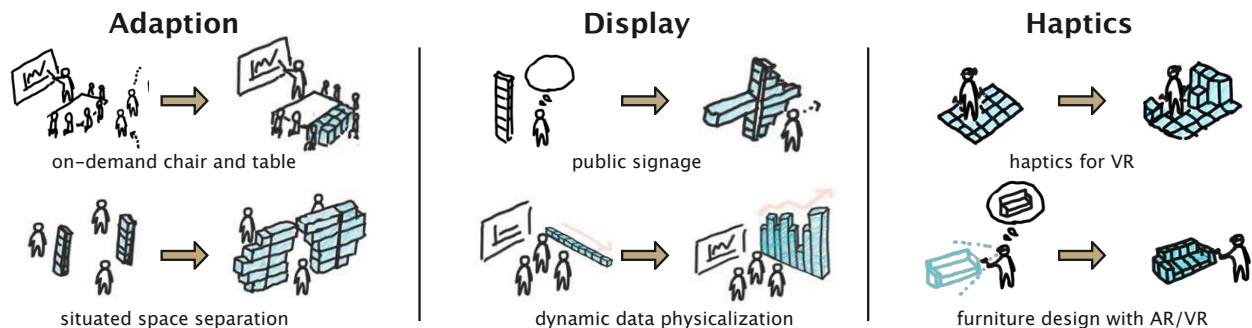 Adaption
Display
Haptics
on-demand chair and table
public signage
haptics for VR
situated space separation
dynamic data physicalization
furniture design with AR/VR